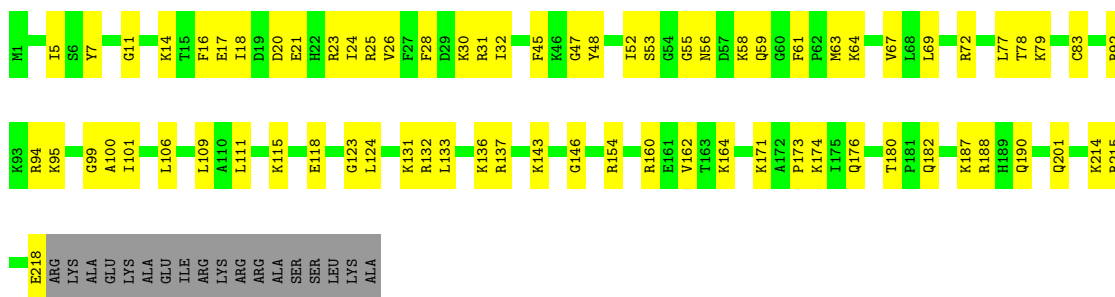 M1 I5 S6 Y7 G11 K14 T15 F16 E17 I18 D19 D20 E21 H22 R23 I24 R25 V26 F27 F28 D29 K30 R31 I32 F45 K46 G47 Y48 I52 S53 G54 G55 N56 D57 K58 Q59 G60 F61 P62 M63 K64 V67 L68 L69 R72 L77 T78 K79 C83 R92
K93 R94 K95 G99 A100 I101 L106 L109 A110 L111 K115 E118 G123 L124 K131 R132 L133 K136 R137 K143 G146 R154 R160 E161 V162 T163 K164 K171 A172 P173 K174 I175 Q176 T180 P181 Q182 K187 R188 H189 Q190 Q201 K214 R215
E218 ARG LYS ALA GLU LYS ALA GLU ILE ARG LYS ARG ARG ALA SER SER LEU LYS ALA